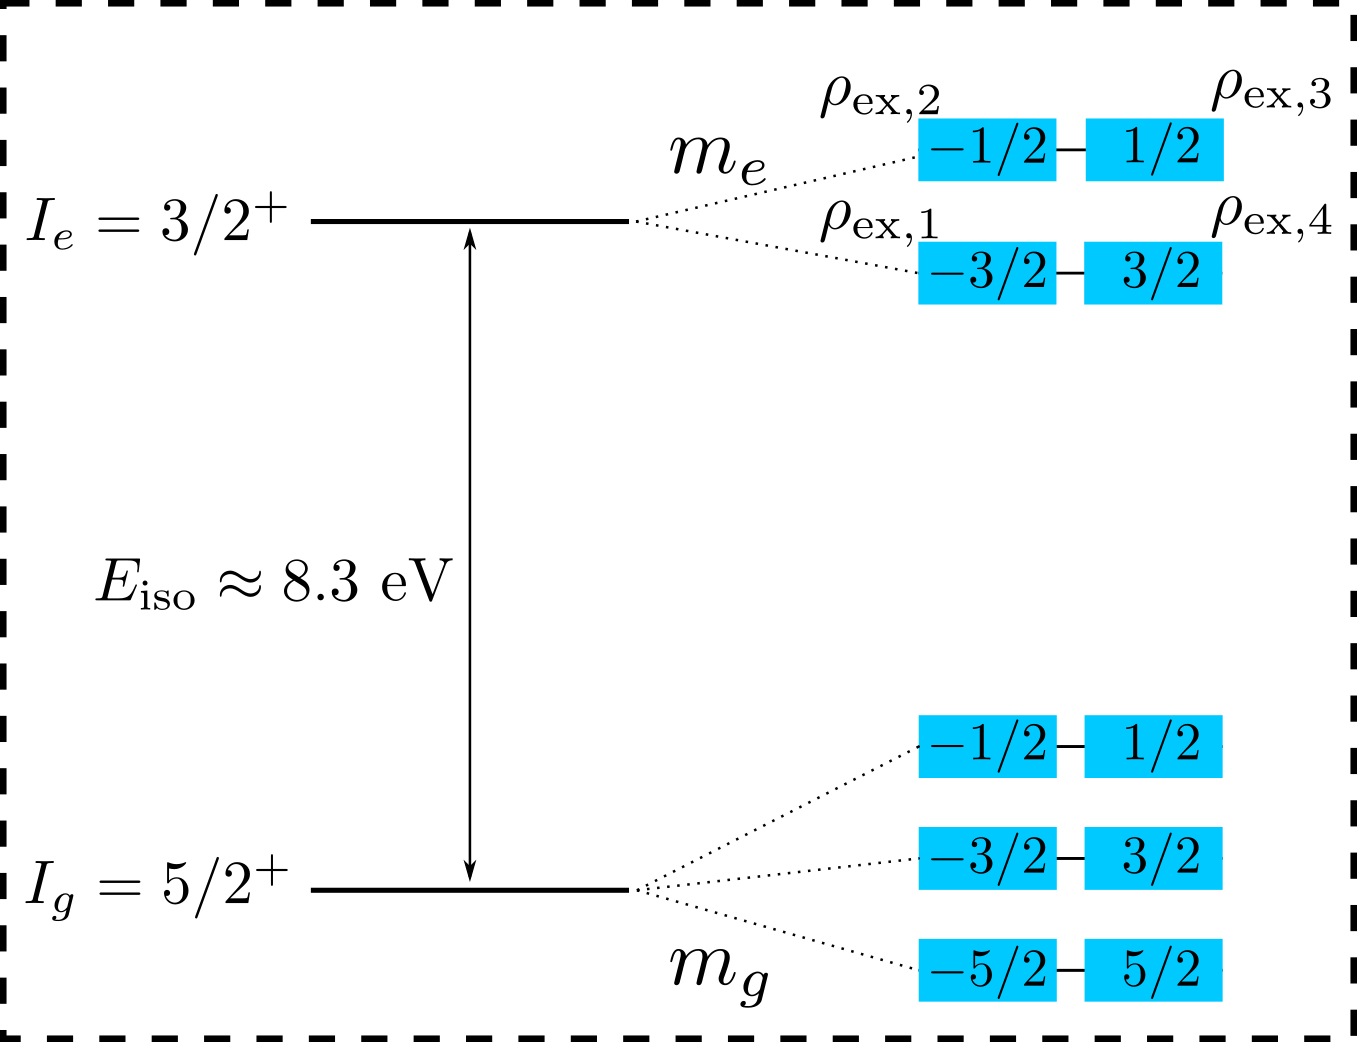 ρex,2 ρex,3
−1/2 1/2
me
Ie = 3/2+
ρex,1 ρex,4
−3/2 3/2
Eiso ≈ 8.3 eV
−1/2 1/2
−3/2 3/2
Ig = 5/2+
mg
−5/2 5/2